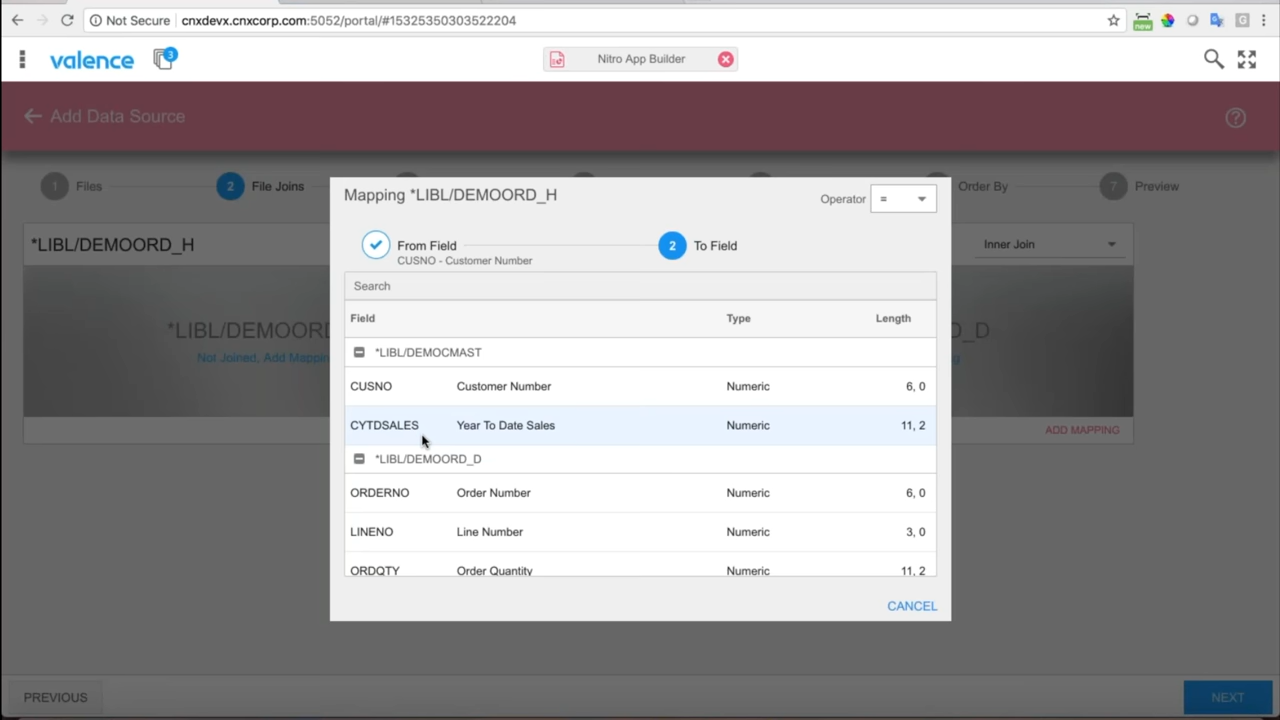 Not Secure cnxdevx.cnxcorp.com:5052/portal/#15325350303522204
new
G
valence
3
Nitro App Builder
Add Data Source
1 Files
2 File Joins
Order By
7 Preview
*LIBL/DEMOORD_H
Inner Join
*LIBL/DEMOORD
_D
Not Joined, Add Mappin
ADD MAPPING
Mapping *LIBL/DEMOORD_H
Operator =
From Field
CUSNO - Customer Number
2 To Field
Search
Field Type Length
*LIBL/DEMOCMAST
CUSNO Customer Number Numeric 6, 0
CYTDSALES Year To Date Sales Numeric 11, 2
*LIBL/DEMOORD_D
ORDERNO Order Number Numeric 6, 0
LINENO Line Number Numeric 3, 0
ORDQTY Order Quantity Numeric 11, 2
CANCEL
PREVIOUS
NEXT